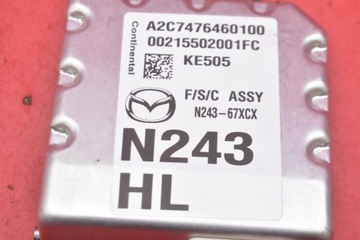 Continental
A2C7476460100
00215502001FC
KE505
F/S/C ASSY
N243-67XCX
N243
HL